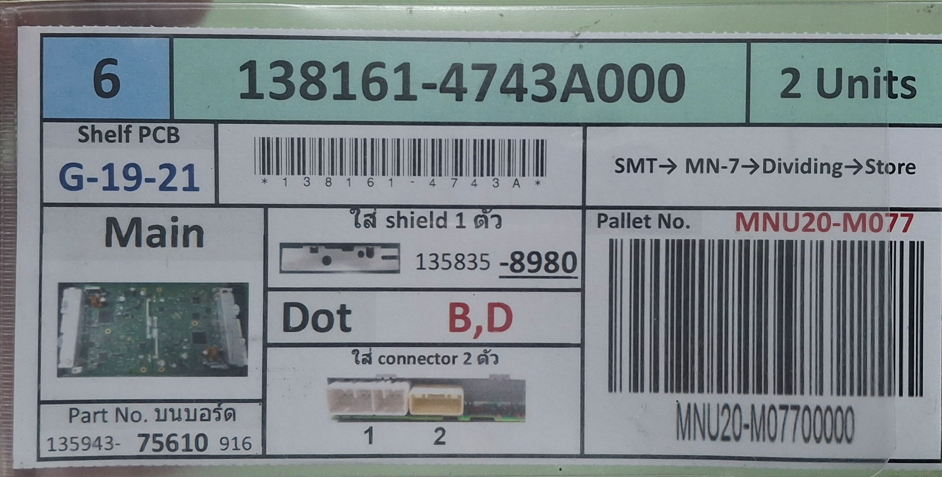 6 138161-4743A000 2 Units
Shelf PCB
G-19-21
*138161-4743A*
SMT→ MN-7→Dividing→Store
Main
ใส่ shield 1 ตัว
135835 -8980
Pallet No. MNU20-M077
Dot B,D
ใส่ connector 2 ตัว
1 2
MNU20-M07700000
Part No. บนบอร์ด
135943- 75610 916